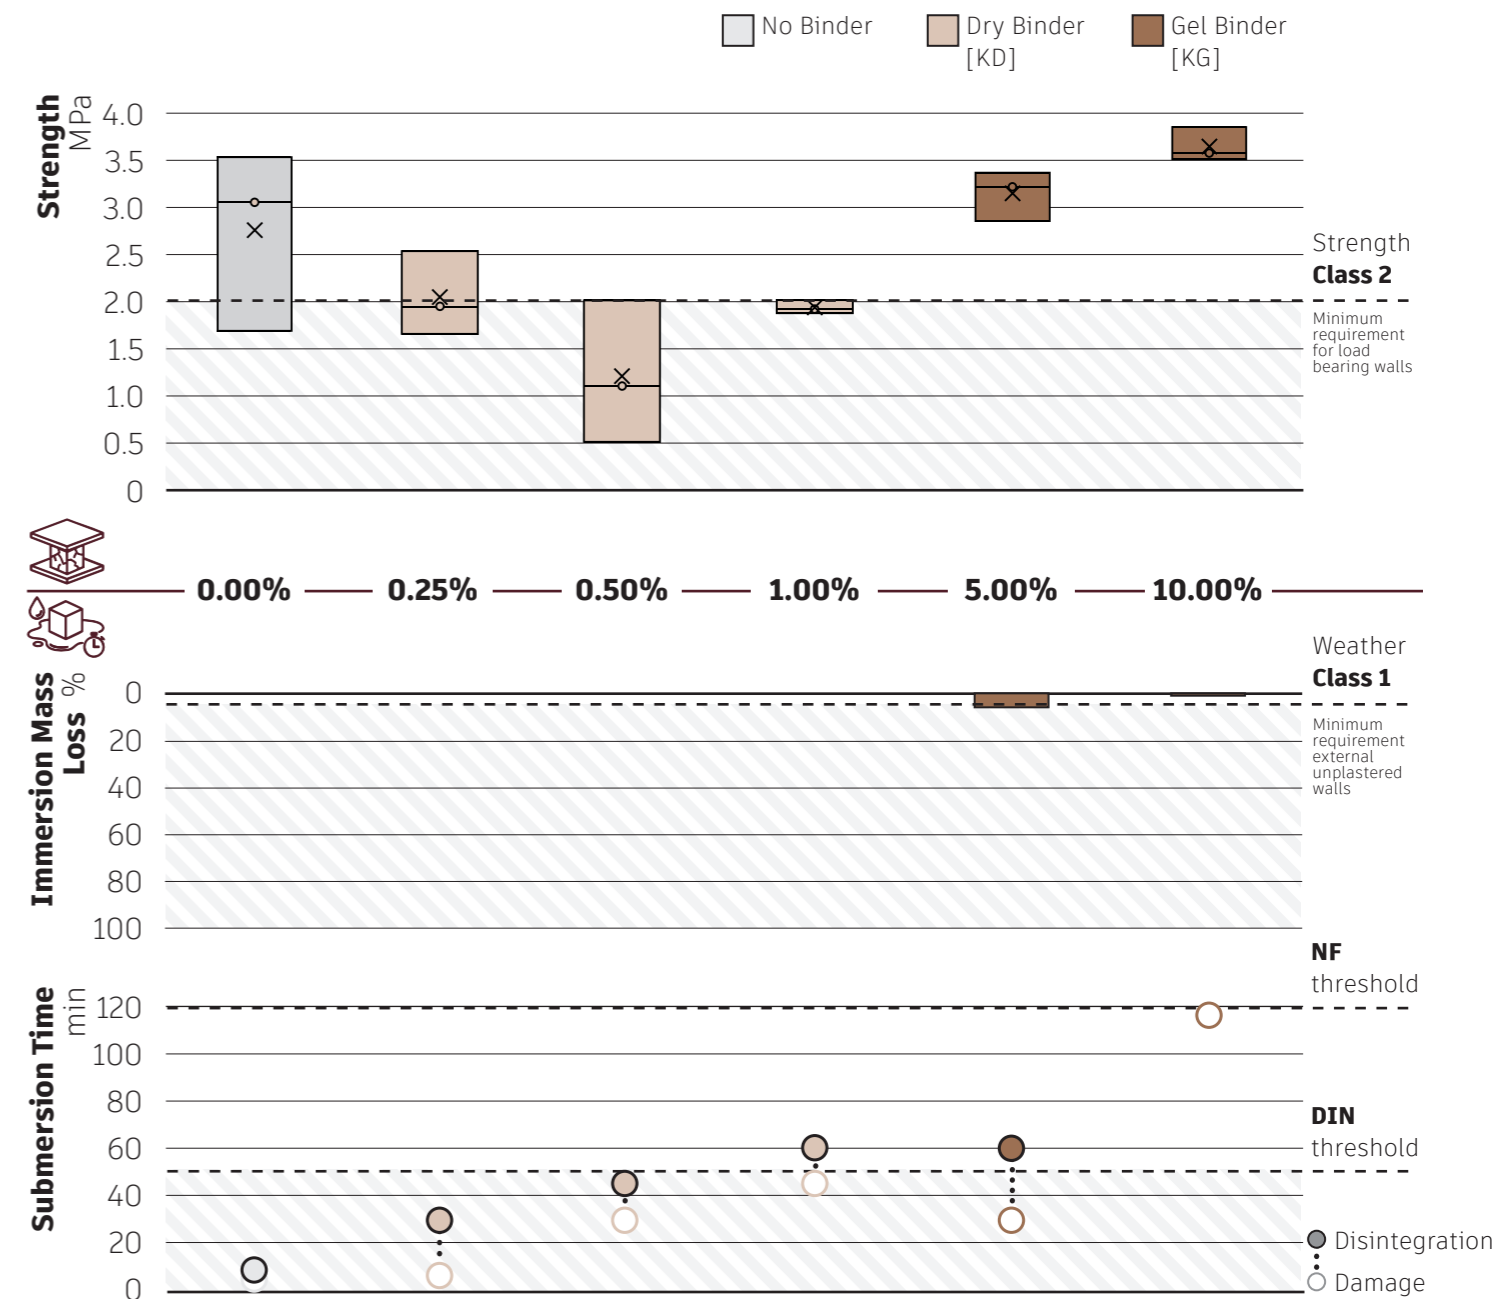 No Binder
Dry Binder
[KD]
Gel Binder
[KG]
Strength
MPa
4.0
3.5
3.0
2.5
2.0
1.5
1.0
0.5
0
Strength
Class 2
Minimum
requirement
for load
bearing walls
0.00%
0.25%
0.50%
1.00%
5.00%
10.00%
Immersion Mass
Loss %
0
20
40
60
80
100
Weather
Class 1
Minimum
requirement
external
unplastered
walls
Submersion Time
min
120
100
80
60
40
20
0
NF
threshold
DIN
threshold
Disintegration
Damage